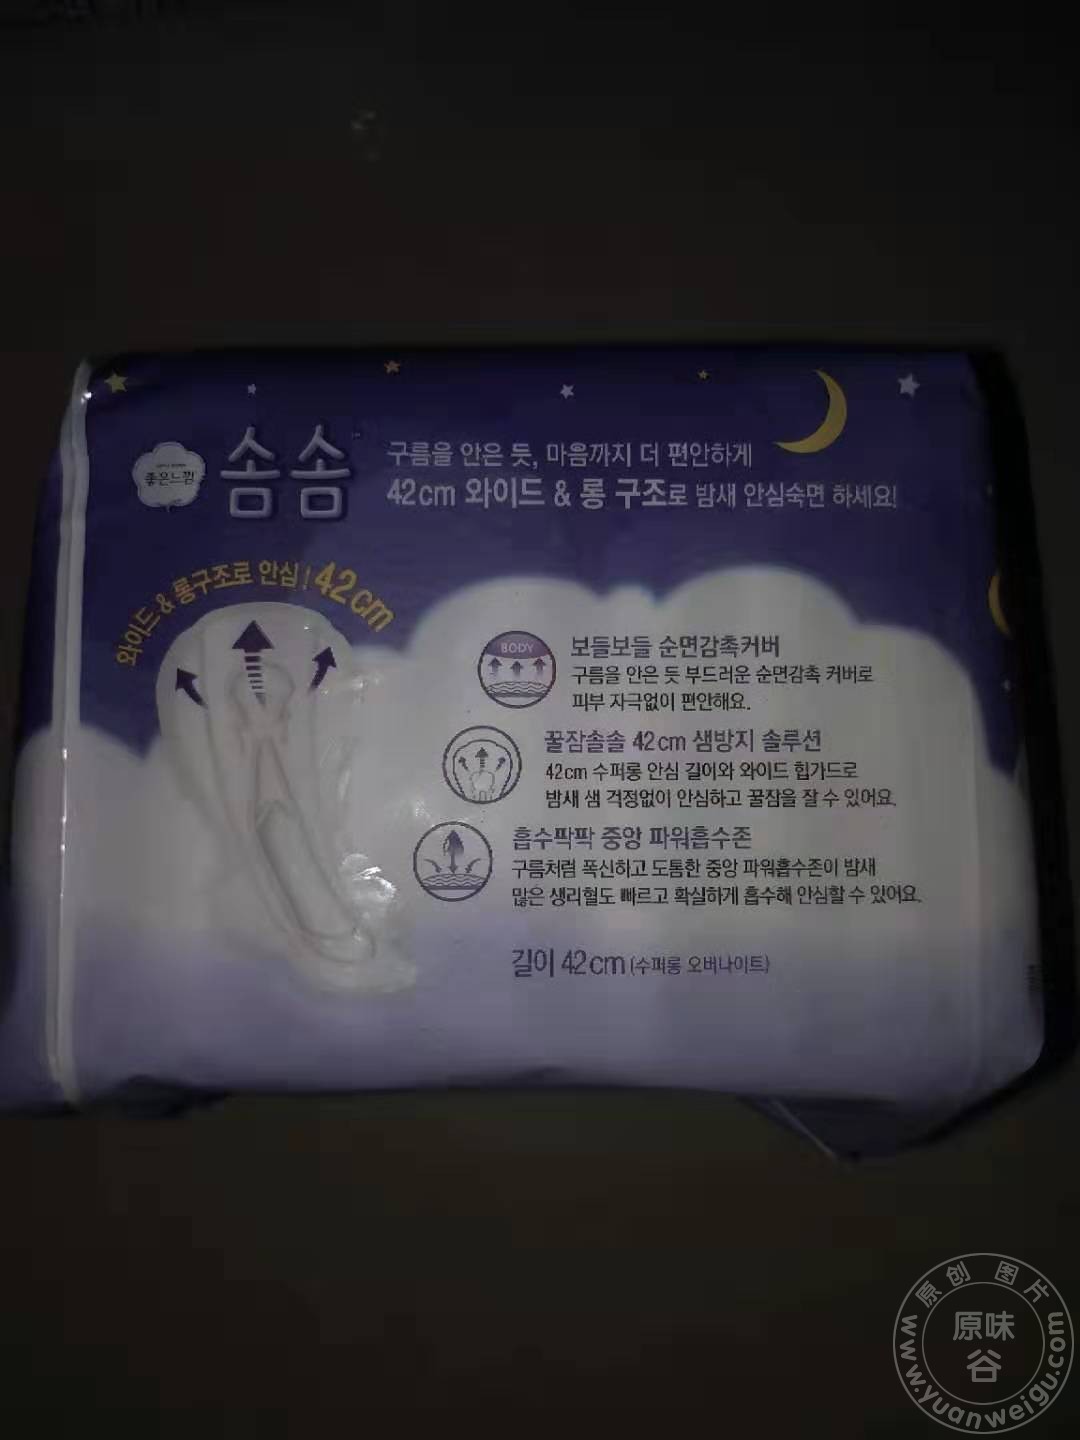 좋은느낌
솜솜
구름을 안은 듯, 마음까지 더 편안하게
42cm 와이드 & 롱 구조로 밤새 안심숙면 하세요!
와이드 & 롱구조로 안심! 42cm
BODY
보들보들 순면감촉커버
구름을 안은 듯 부드러운 순면감촉 커버로
피부 자극없이 편안해요.
꿀잠솔솔 42cm 샘방지 솔루션
42cm 수퍼롱 안심 길이와 와이드 힙가드로
밤새 샘 걱정없이 안심하고 꿀잠을 잘 수 있어요.
흡수팍팍 중앙 파워흡수존
구름처럼 폭신하고 도톰한 중앙 파워흡수존이 밤새
많은 생리혈도 빠르고 확실하게 흡수해 안심할 수 있어요.
길이 42cm (수퍼롱 오버나이트)
原创 图片
原味
谷
www.yuanweigu.com